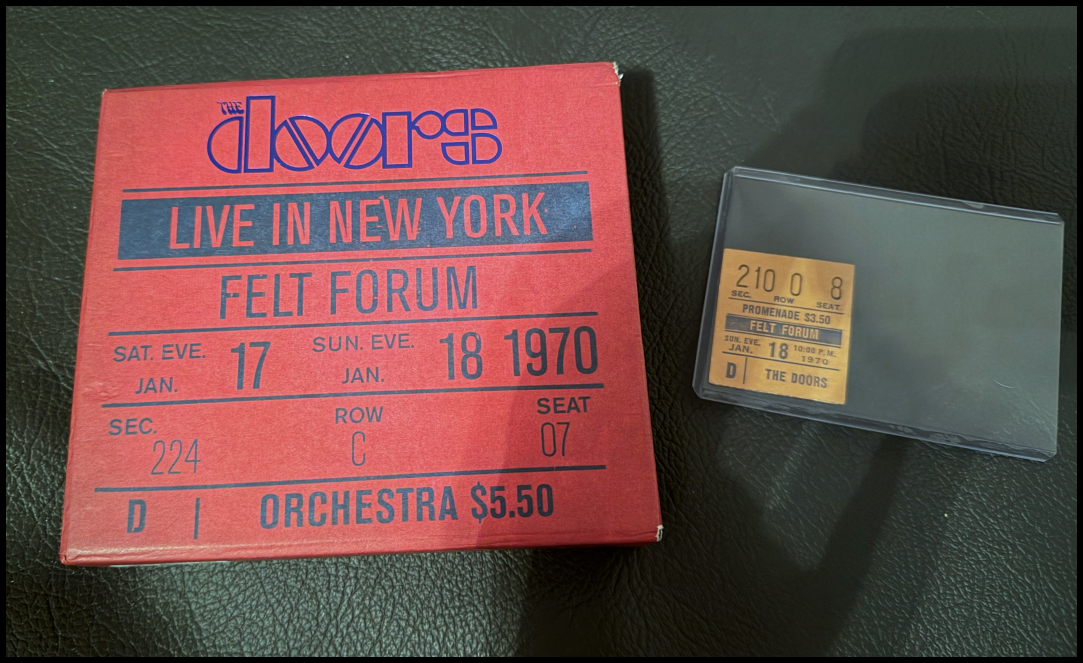 THE
doors
LIVE IN NEW YORK
FELT FORUM
SAT. EVE. JAN. 17 SUN. EVE. JAN. 18 1970
SEC. 224 ROW C SEAT 07
D | ORCHESTRA $5.50
210 0 8
SEC. ROW SEAT
PROMENADE $3.50
FELT FORUM
SUN. EVE. JAN. 18 10:00 P.M. 1970
D | THE DOORS